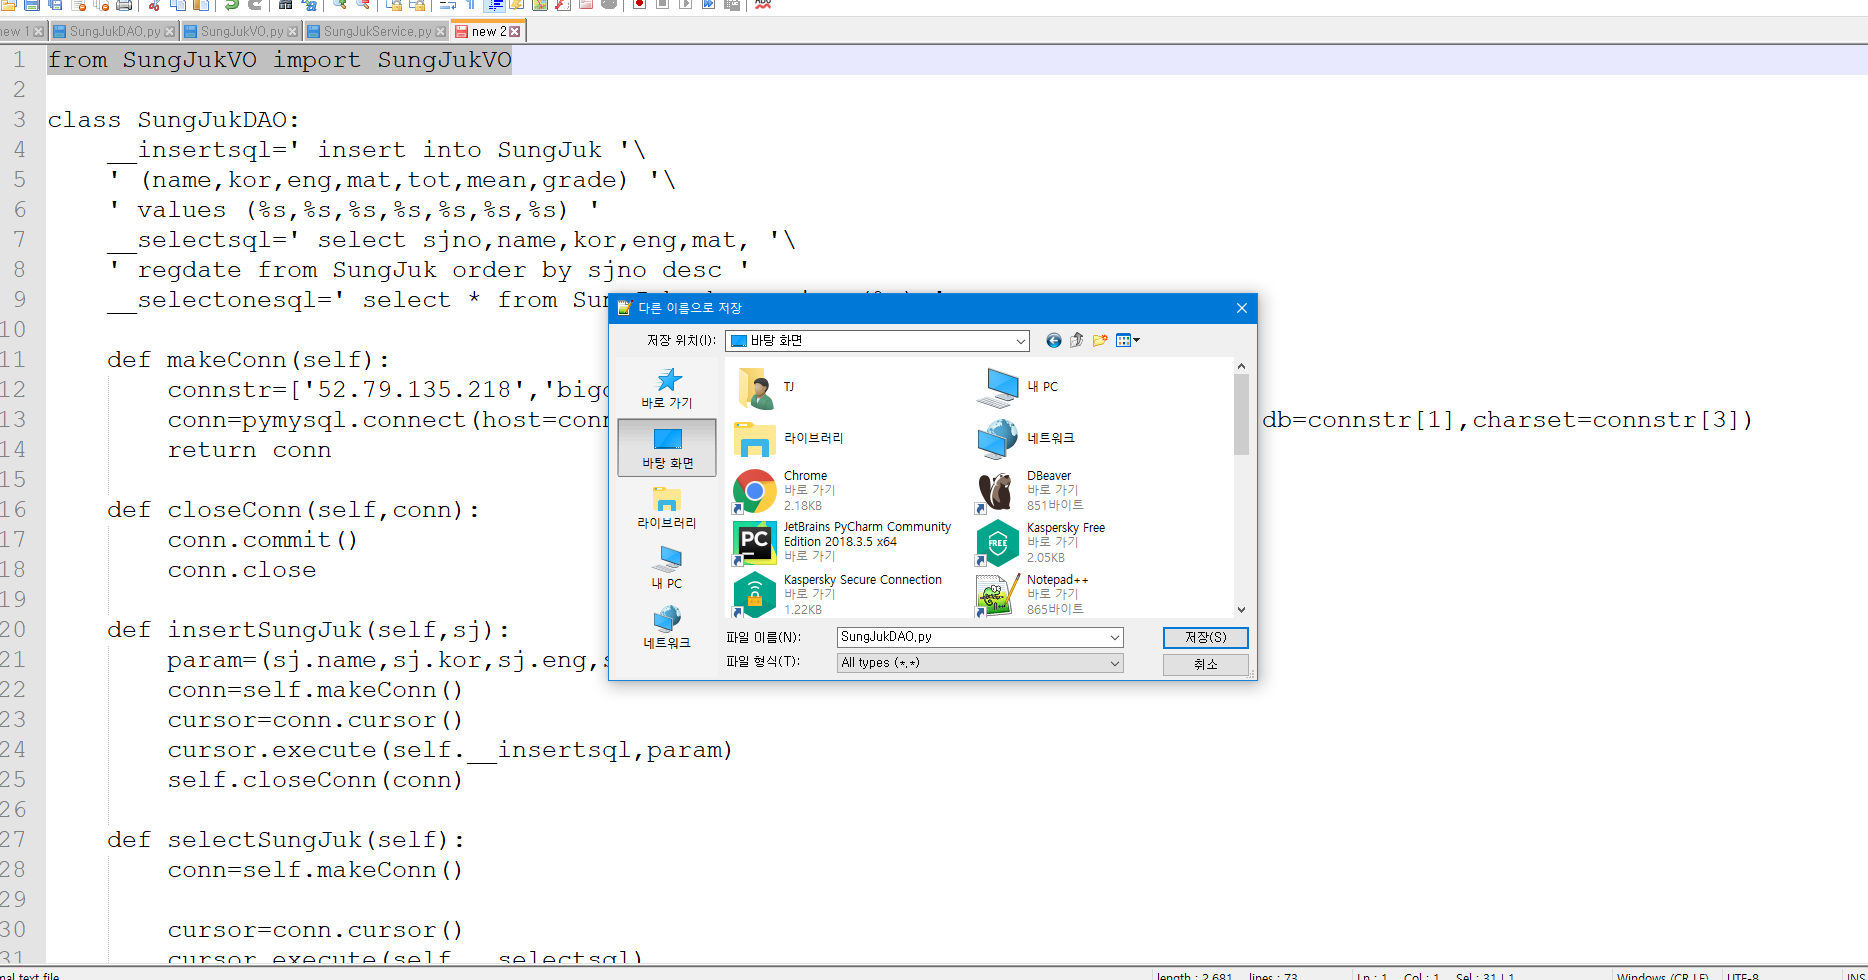 new 1
SungJukDAO.py
SungJukVO.py
SungJukService.py
new 2
1 from SungJukVO import SungJukVO
2
3 class SungJukDAO:
4 __insertsql=' insert into SungJuk '\
5 ' (name,kor,eng,mat,tot,mean,grade) '\
6 ' values (%s,%s,%s,%s,%s,%s,%s) '
7 __selectsql=' select sjno,name,kor,eng,mat, '\
8 ' regdate from SungJuk order by sjno desc '
9 __selectonesql=' select * from
10
11 def makeConn(self):
12 connstr=['52.79.135.218',
13 conn=pymysql.connect( db=connstr[1],charset=connstr[3])
14 return conn
15
16 def closeConn(self,conn):
17 conn.commit()
18 conn.close
19
20 def insertSungJuk(self,sj):
21 param=(sj.name,sj.kor,sj.eng,
22 conn=self.makeConn()
23 cursor=conn.cursor()
24 cursor.execute(self.__insertsql,param)
25 self.closeConn(conn)
26
27 def selectSungJuk(self):
28 conn=self.makeConn()
29
30 cursor=conn.cursor()
31 cursor.execute(self.__selectsql)
다른 이름으로 저장
저장 위치(I): 바탕 화면
바로 가기
바탕 화면
라이브러리
내 PC
네트워크
TJ
내 PC
라이브러리
네트워크
Chrome
바로 가기
2.18KB
DBeaver
바로 가기
851바이트
JetBrains PyCharm Community
Edition 2018.3.5 x64
바로 가기
Kaspersky Free
바로 가기
2.05KB
Kaspersky Secure Connection
바로 가기
1.22KB
Notepad++
바로 가기
865바이트
파일 이름(N): SungJukDAO.py 저장(S)
파일 형식(T): All types (*.*) 취소
length : 2,681 lines : 73 Ln : 1 Col : 1 Sel : 31 | 1 Windows (CR LF) UTF-8 INS